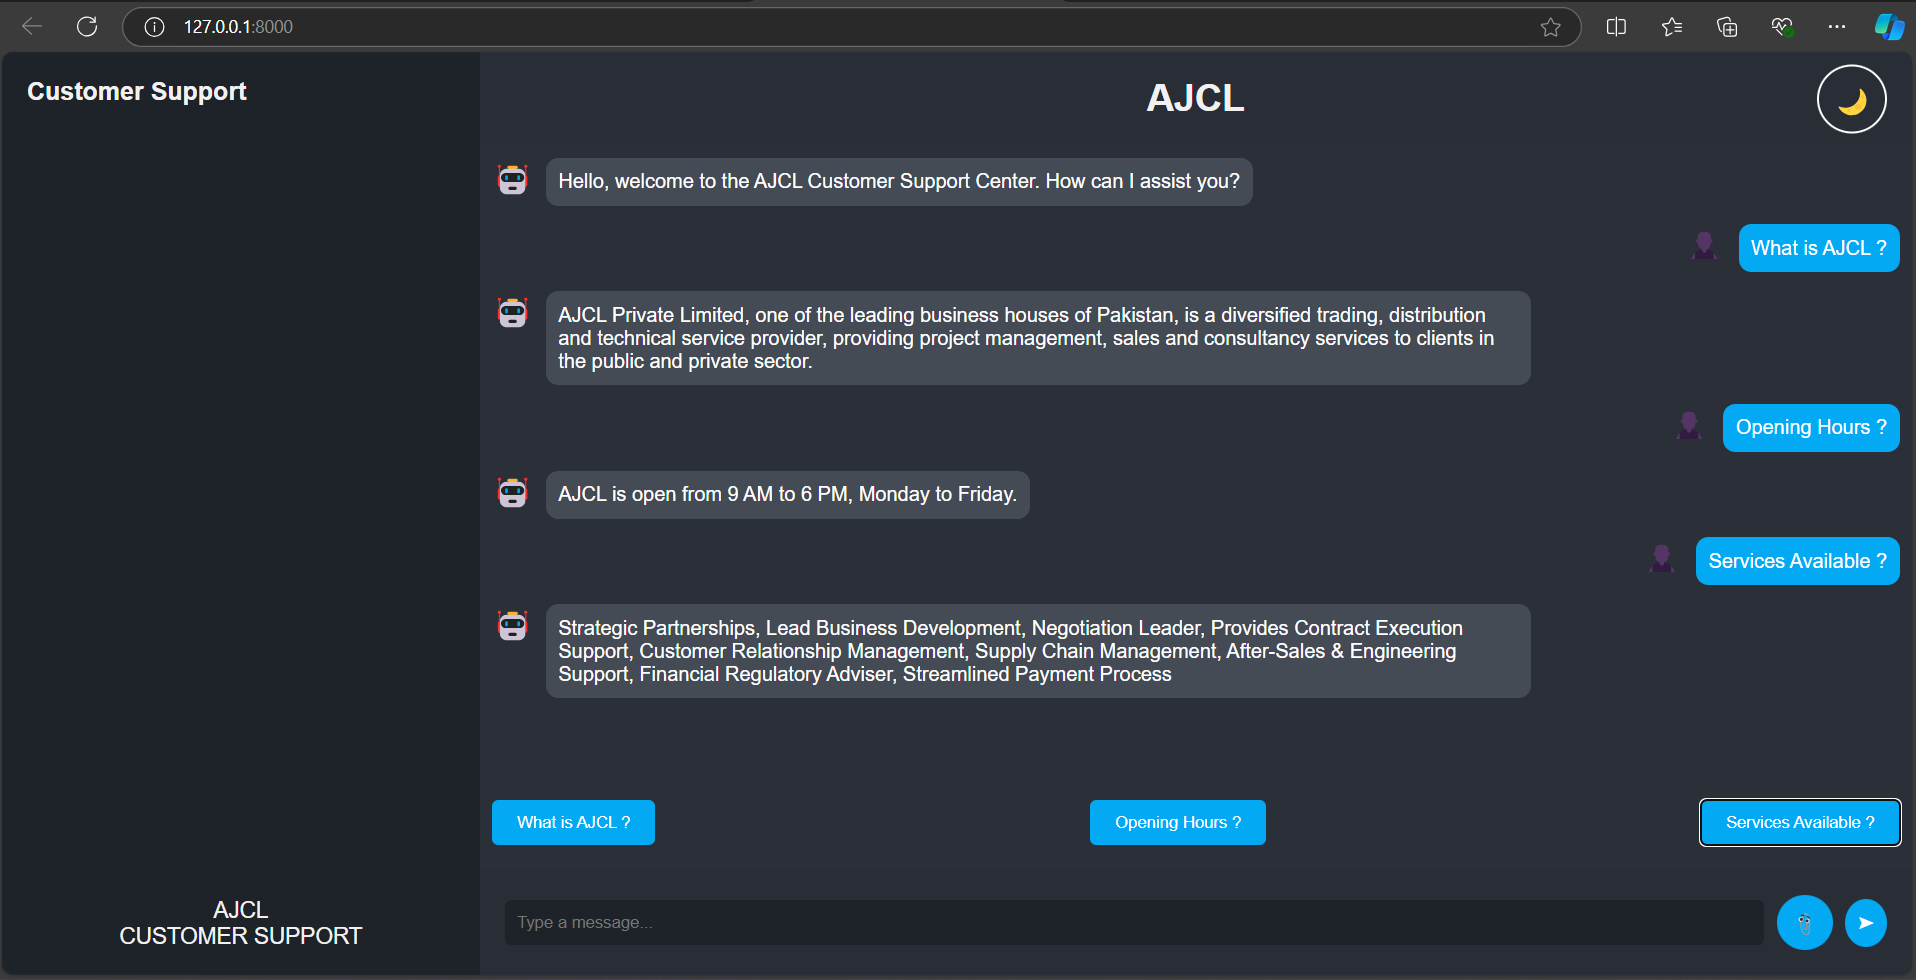 127.0.0.1:8000
Customer Support
AJCL
Hello, welcome to the AJCL Customer Support Center. How can I assist you?
What is AJCL ?
AJCL Private Limited, one of the leading business houses of Pakistan, is a diversified trading, distribution
and technical service provider, providing project management, sales and consultancy services to clients in
the public and private sector.
Opening Hours ?
AJCL is open from 9 AM to 6 PM, Monday to Friday.
Services Available ?
Strategic Partnerships, Lead Business Development, Negotiation Leader, Provides Contract Execution
Support, Customer Relationship Management, Supply Chain Management, After-Sales & Engineering
Support, Financial Regulatory Adviser, Streamlined Payment Process
What is AJCL ?
Opening Hours ?
Services Available ?
Type a message...
AJCL
CUSTOMER SUPPORT